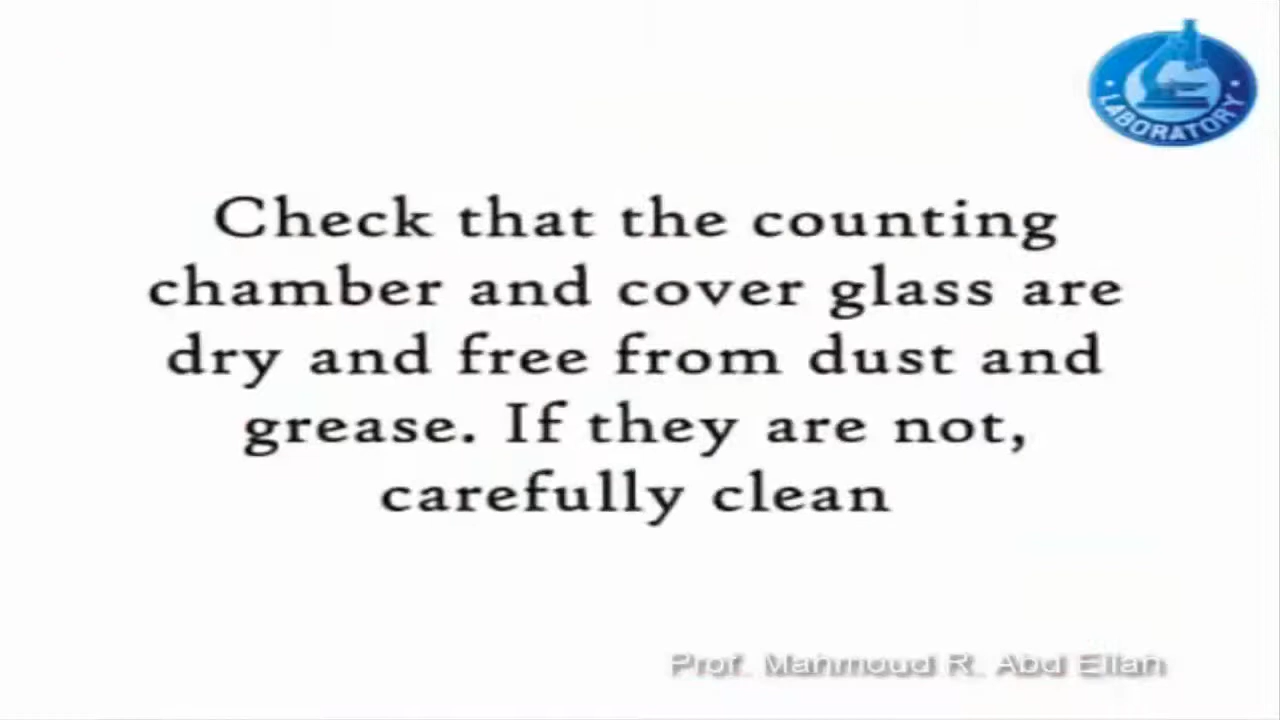 LABORATORY
Check that the counting
chamber and cover glass are
dry and free from dust and
grease. If they are not,
carefully clean
Prof. Mahmoud R. Abd Ellah